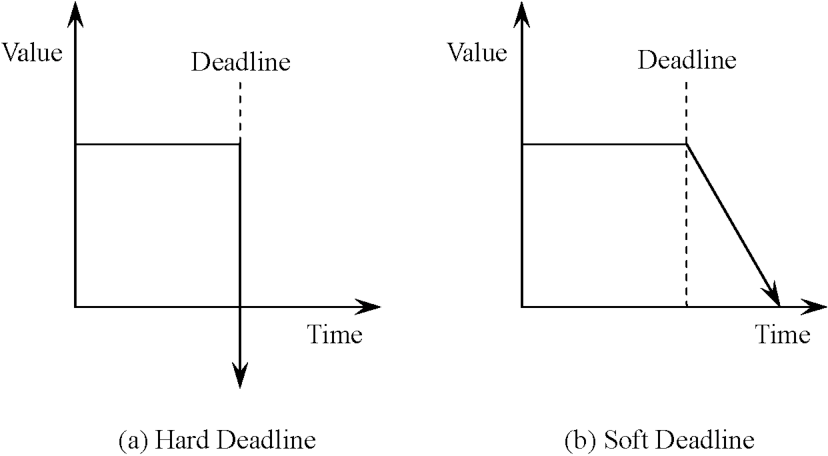 Value
Deadline
Time
(a) Hard Deadline
Value
Deadline
Time
(b) Soft Deadline